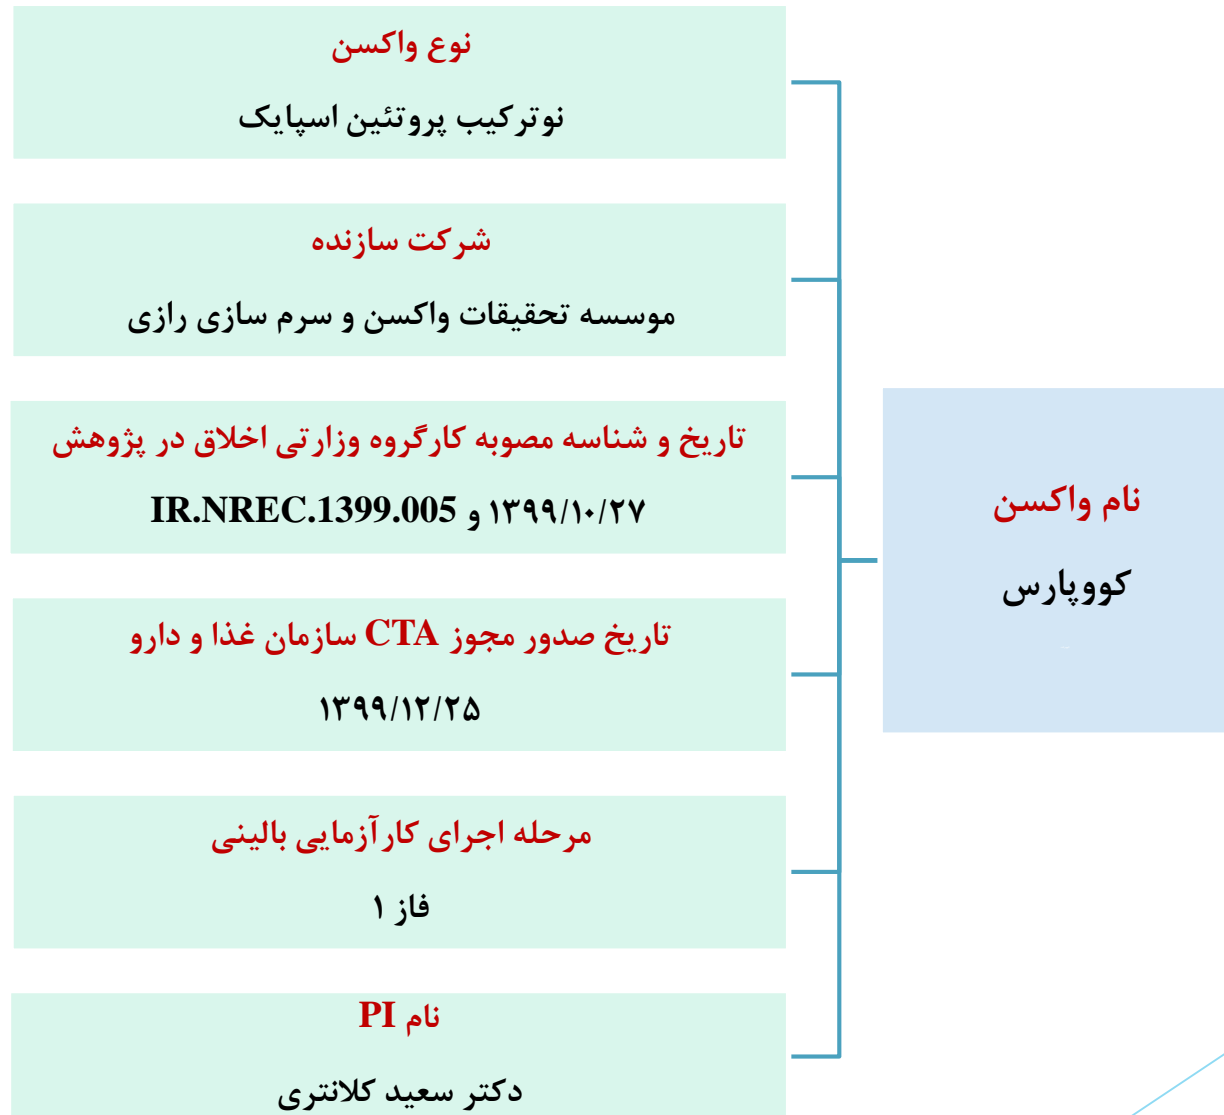 نام واکسن
کووپارس
نوع واکسن
نوترکیب پروتئین اسپایک
شرکت سازنده
موسسه تحقیقات واکسن و سرم سازی رازی
تاریخ و شناسه مصوبه کارگروه وزارتی اخلاق در پژوهش
۱۳۹۹/۱۰/۲۷ و IR.NREC.1399.005
تاریخ صدور مجوز CTA سازمان غذا و دارو
۱۳۹۹/۱۲/۲۵
مرحله اجرای کارآزمایی بالینی
فاز ۱
نام PI
دکتر سعید کلانتری